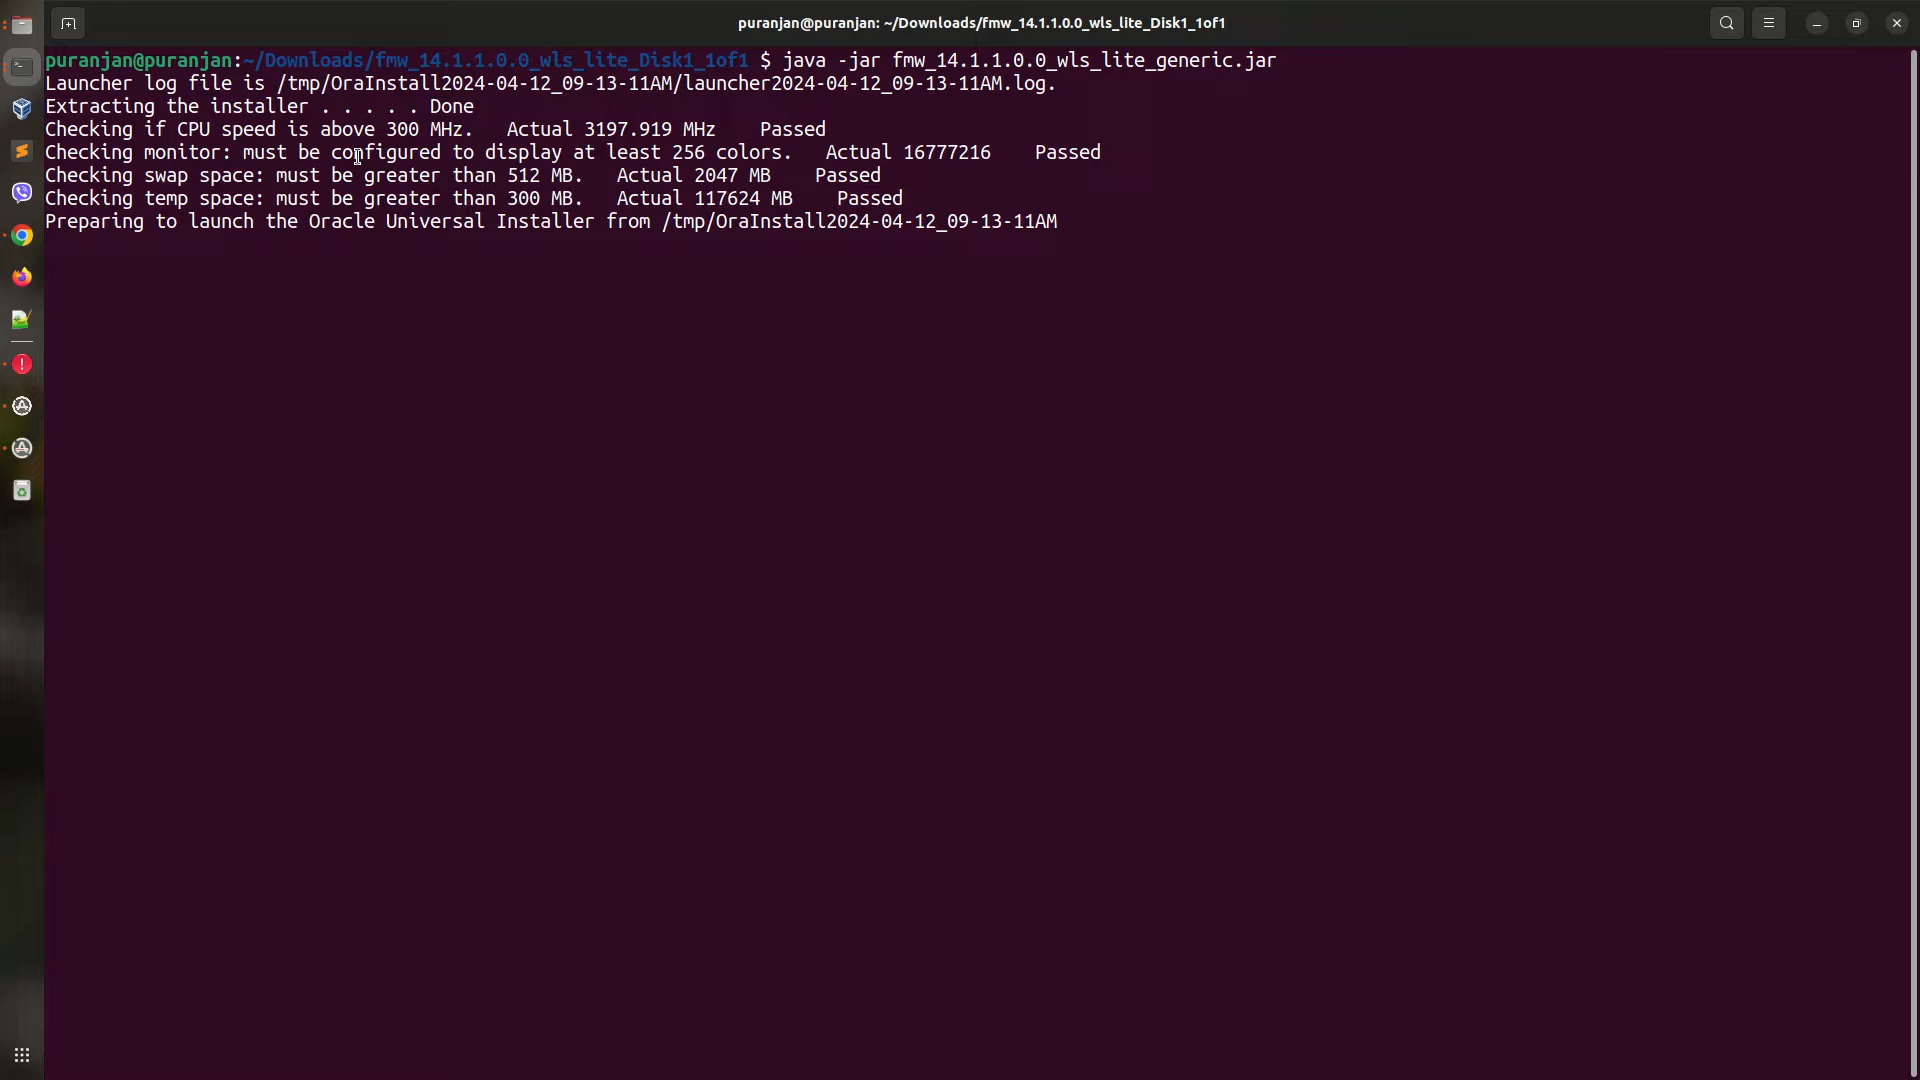 puranjan@puranjan: ~/Downloads/fmw_14.1.1.0.0_wls_lite_Disk1_1of1
puranjan@puranjan:~/Downloads/fmw_14.1.1.0.0_wls_lite_Disk1_1of1 $ java -jar fmw_14.1.1.0.0_wls_lite_generic.jar
Launcher log file is /tmp/OraInstall2024-04-12_09-13-11AM/launcher2024-04-12_09-13-11AM.log.
Extracting the installer . . . . . Done
Checking if CPU speed is above 300 MHz.   Actual 3197.919 MHz    Passed
Checking monitor: must be configured to display at least 256 colors.   Actual 16777216    Passed
Checking swap space: must be greater than 512 MB.   Actual 2047 MB    Passed
Checking temp space: must be greater than 300 MB.   Actual 117624 MB    Passed
Preparing to launch the Oracle Universal Installer from /tmp/OraInstall2024-04-12_09-13-11AM